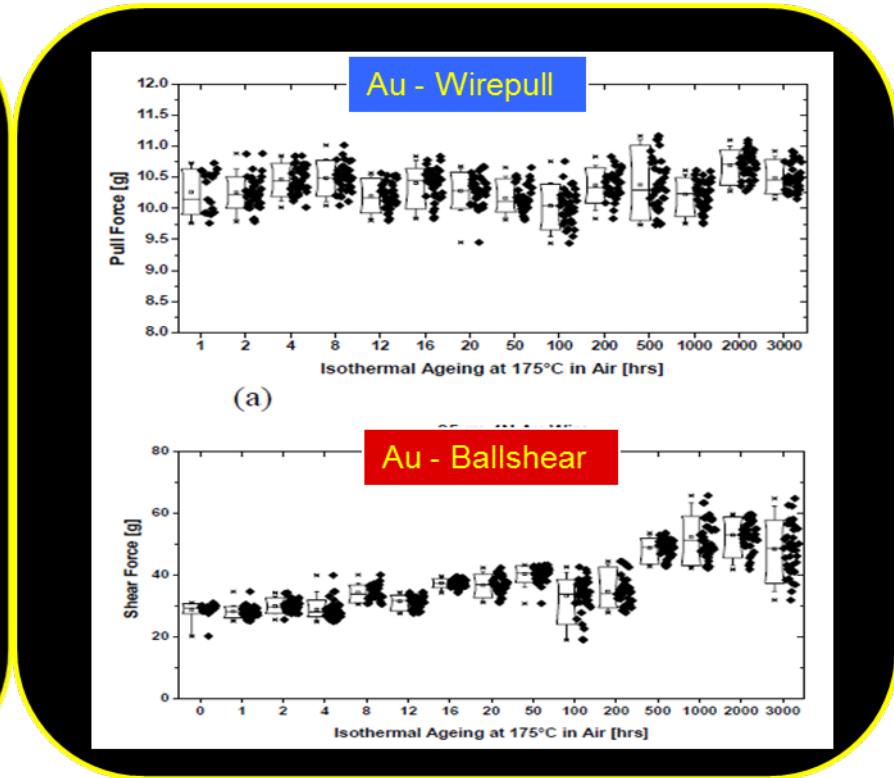 Au - Wirepull
12.0
11.5
11.0
10.5
10.0
9.5
9.0
8.5
8.0
Pull Force [g]
1 2 4 8 12 16 20 50 100 200 500 1000 2000 3000
Isothermal Ageing at 175°C in Air [hrs]
(a)
Au - Ballshear
80
60
40
20
0
Shear Force [g]
0 1 2 4 8 12 16 20 50 100 200 500 1000 2000 3000
Isothermal Ageing at 175°C in Air [hrs]